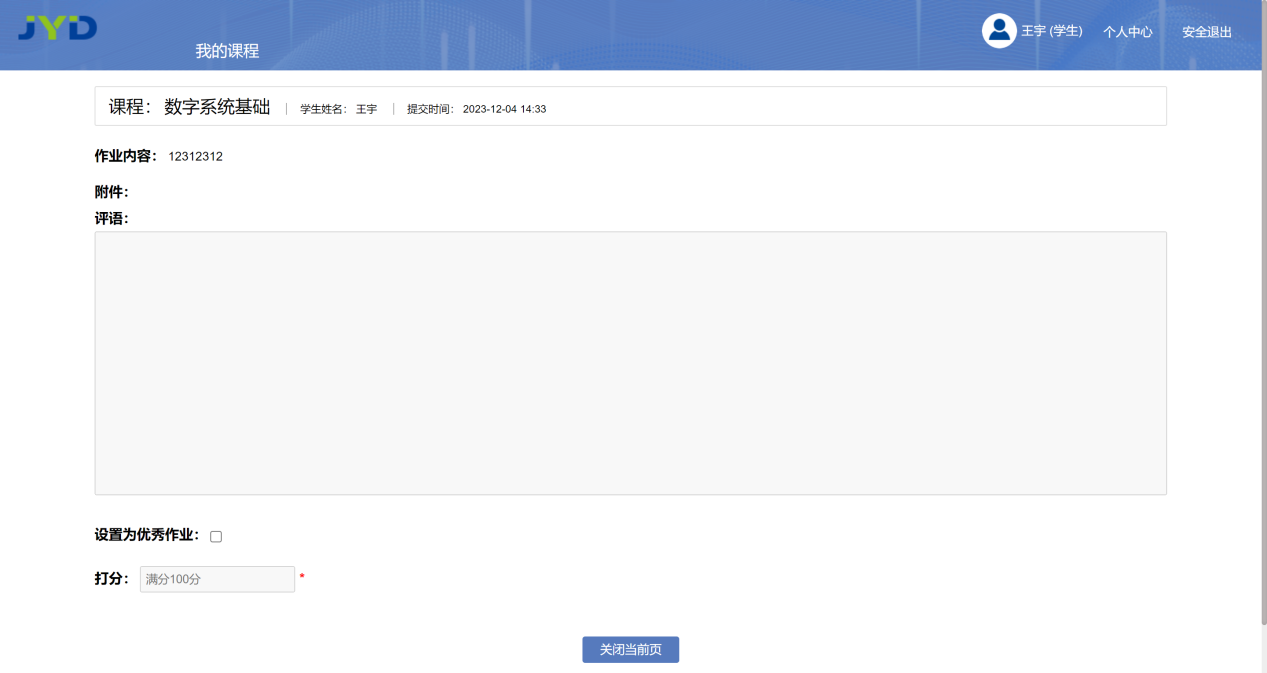 JYD
我的课程
王宇 (学生) 个人中心 安全退出
课程： 数字系统基础 | 学生姓名： 王宇 | 提交时间： 2023-12-04 14:33
作业内容： 12312312
附件：
评语：
设置为优秀作业：
打分： 满分100分 *
关闭当前页